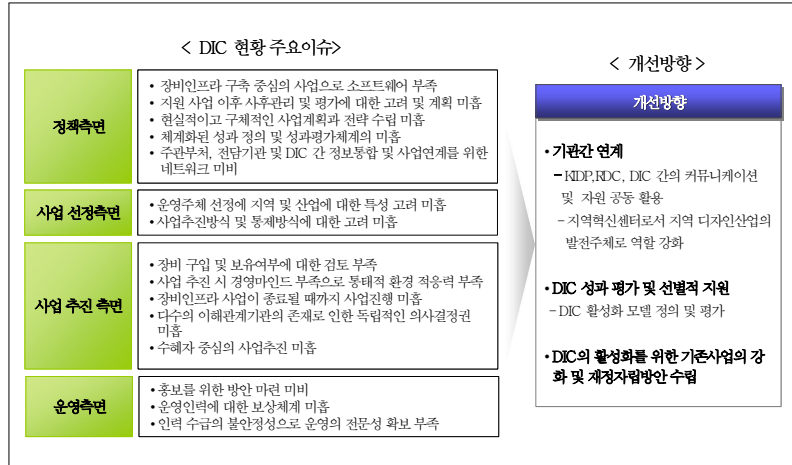 < DIC 현황 주요이슈>
정책측면
• 장비인프라 구축 중심의 사업으로 소프트웨어 부족
• 지원 사업 이후 사후관리 및 평가에 대한 고려 및 계획 미흡
• 현실적이고 구체적인 사업계획과 전략 수립 미흡
• 체계화된 성과 정의 및 성과평가체계의 미흡
• 주관부처, 전담기관 및 DIC 간 정보통합 및 사업연계를 위한
네트워크 미비
사업 선정측면
• 운영주체 선정에 지역 및 산업에 대한 특성 고려 미흡
• 사업추진방식 및 통제방식에 대한 고려 미흡
사업 추진 측면
• 장비 구입 및 보유여부에 대한 검토 부족
• 사업 추진 시 경영마인드 부족으로 통태적 환경 적응력 부족
• 장비인프라 사업이 종료될 때까지 사업진행 미흡
• 다수의 이해관계기관의 존재로 인한 독립적인 의사결정권
미흡
• 수혜자 중심의 사업추진 미흡
운영측면
• 홍보를 위한 방안 마련 미비
• 운영인력에 대한 보상체계 미흡
• 인력 수급의 불안정성으로 운영의 전문성 확보 부족
< 개선방향 >
개선방향
• 기관간 연계
– KIDP,RDC, DIC 간의 커뮤니케이션
및 자원 공동 활용
– 지역혁신센터로서 지역 디자인산업의
발전주체로 역할 강화
• DIC 성과 평가 및 선별적 지원
– DIC 활성화 모델 정의 및 평가
• DIC의 활성화를 위한 기존사업의 강
화 및 재정자립방안 수립